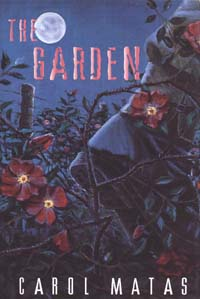 THE
GARDEN
CAROL MATAS